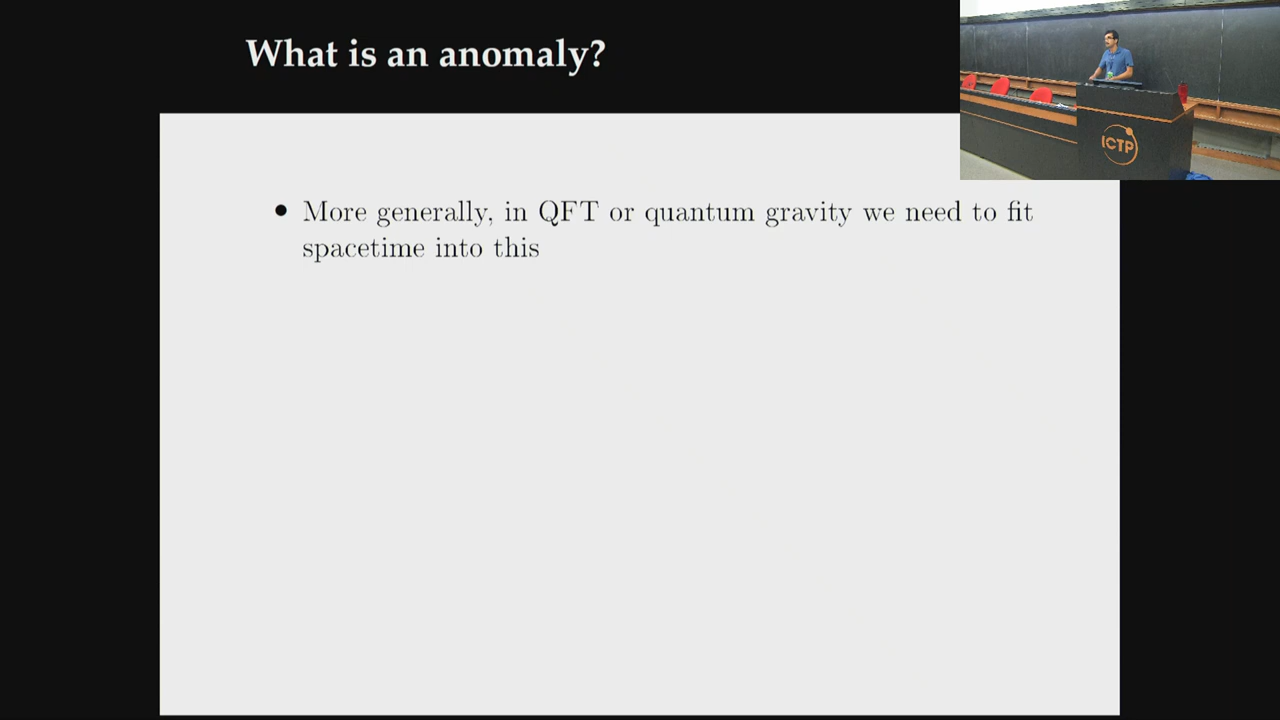 What is an anomaly?
ICTP
• More generally, in QFT or quantum gravity we need to fit
spacetime into this